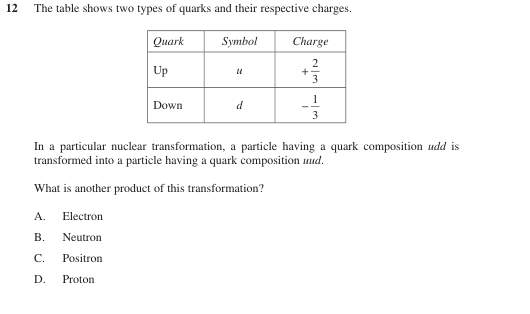 12 The table shows two types of quarks and their respective charges.
Quark Symbol Charge
Up u +2/3
Down d −1/3
In a particular nuclear transformation, a particle having a quark composition udd is
transformed into a particle having a quark composition uud.
What is another product of this transformation?
A. Electron
B. Neutron
C. Positron
D. Proton